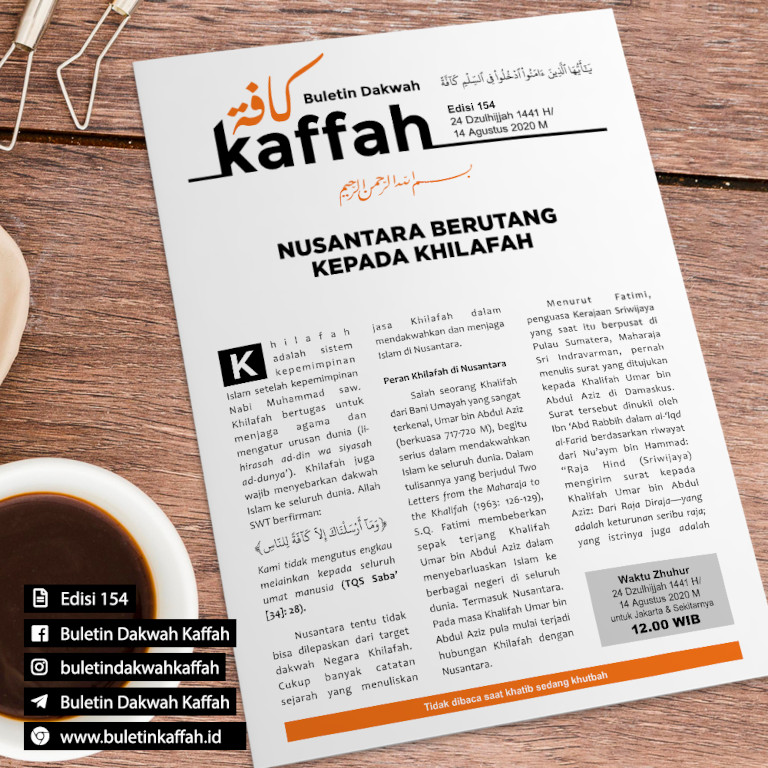 كافة
Buletin Dakwah
kaffah
يَـٰٓأَيُّهَا ٱلَّذِينَ ءَامَنُوا۟ ٱدْخُلُوا۟ فِى ٱلسِّلْمِ كَآفَّةً
Edisi 154
24 Dzulhijjah 1441 H/
14 Agustus 2020 M
بسم الله الرحمن الرحيم
NUSANTARA BERUTANG
KEPADA KHILAFAH
Khilafah
adalah sistem
kepemimpinan
Islam setelah kepemimpinan
Nabi Muhammad saw.
Khilafah bertugas untuk
menjaga agama dan
mengatur urusan dunia (li-
hirasah ad-din wa siyasah
ad-dunya'). Khilafah juga
wajib menyebarkan dakwah
Islam ke seluruh dunia. Allah
SWT berfirman:
﴿وَمَآ أَرْسَلْنَاكَ إِلاَّ كَآفَّةً لِلنَّاسِ﴾
Kami tidak mengutus engkau
melainkan kepada seluruh
umat manusia (TQS Saba'
[34]: 28).
Nusantara tentu tidak
bisa dilepaskan dari target
dakwah Negara Khilafah.
Cukup banyak catatan
sejarah yang menuliskan
jasa Khilafah dalam
mendakwahkan dan menjaga
Islam di Nusantara.
Peran Khilafah di Nusantara
Salah seorang Khalifah
dari Bani Umayah yang sangat
terkenal, Umar bin Abdul Aziz
(berkuasa 717-720 M), begitu
serius dalam mendakwahkan
Islam ke seluruh dunia. Dalam
tulisannya yang berjudul Two
Letters from the Maharaja to
the Khalifah (1963: 126-129),
S.Q. Fatimi membeberkan
sepak terjang Khalifah
Umar bin Abdul Aziz dalam
menyebarluaskan Islam ke
berbagai negeri di seluruh
dunia. Termasuk Nusantara.
Pada masa Khalifah Umar bin
Abdul Aziz pula mulai terjadi
hubungan Khilafah dengan
Nusantara.
Menurut Fatimi,
penguasa Kerajaan Sriwijaya
yang saat itu berpusat di
Pulau Sumatera, Maharaja
Sri Indravarman, pernah
menulis surat yang ditujukan
kepada Khalifah Umar bin
Abdul Aziz di Damaskus.
Surat tersebut dinukil oleh
Ibn 'Abd Rabbih dalam al-'Iqd
al-Farid berdasarkan riwayat
dari Nu'aym bin Hammad:
"Raja Hind (Sriwijaya)
mengirim surat kepada
Khalifah Umar bin Abdul
Aziz: Dari Raja Diraja—yang
adalah keturunan seribu raja;
yang istrinya juga adalah
Waktu Zhuhur
24 Dzulhijjah 1441 H/
14 Agustus 2020 M
untuk Jakarta & Sekitarnya
12.00 WIB
Tidak dibaca saat khatib sedang khutbah
Edisi 154
Buletin Dakwah Kaffah
buletindakwahkaffah
Buletin Dakwah Kaffah
www.buletinkaffah.id